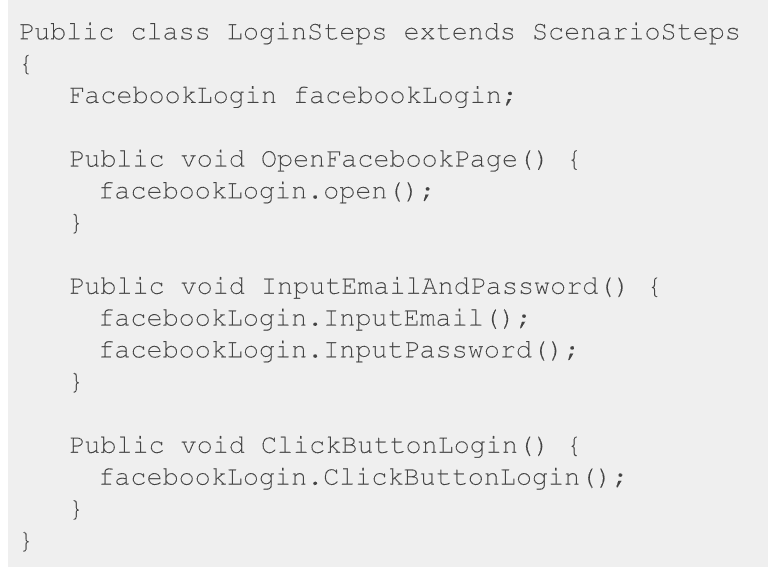 Public class LoginSteps extends ScenarioSteps
{
FacebookLogin facebookLogin;
Public void OpenFacebookPage() {
facebookLogin.open();
}
Public void InputEmailAndPassword() {
facebookLogin.InputEmail();
facebookLogin.InputPassword();
}
Public void ClickButtonLogin() {
facebookLogin.ClickButtonLogin();
}
}